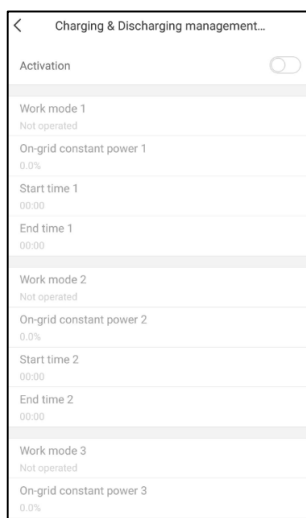 Charging & Discharging management...
Activation
Work mode 1
Not operated
On-grid constant power 1
0.0%
Start time 1
00:00
End time 1
00:00
Work mode 2
Not operated
On-grid constant power 2
0.0%
Start time 2
00:00
End time 2
00:00
Work mode 3
Not operated
On-grid constant power 3
0.0%